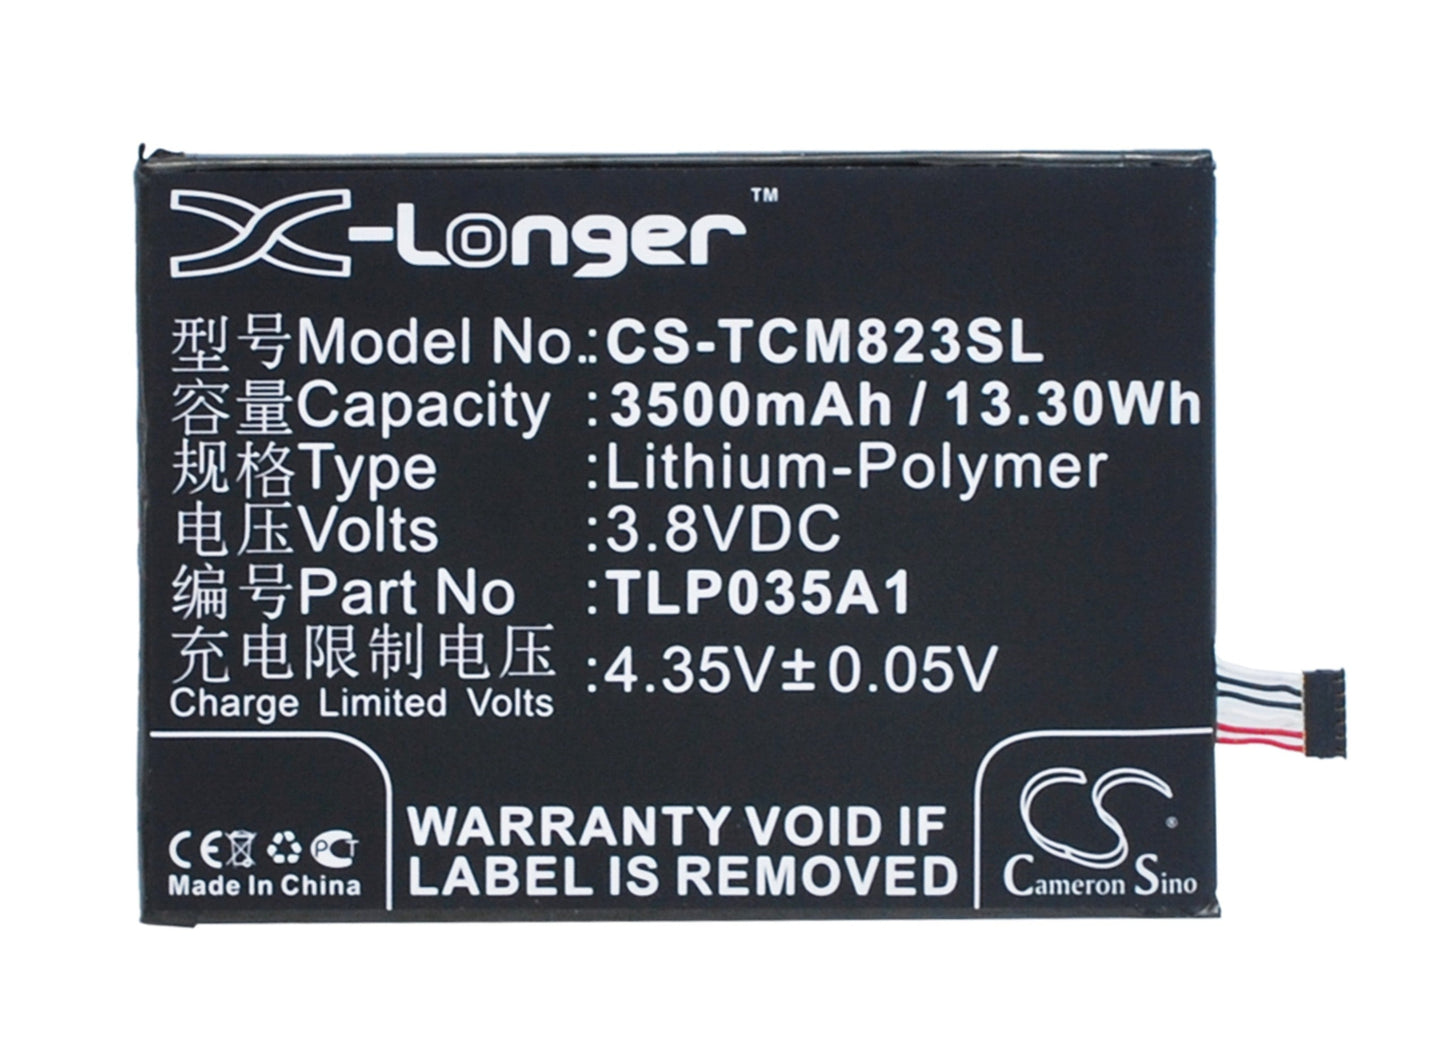 X-Longer™
型号Model No.:CS-TCM823SL
容量Capacity :3500mAh / 13.30Wh
规格Type :Lithium-Polymer
电压Volts :3.8VDC
编号Part No :TLP035A1
充电限制电压 :4.35V±0.05V
Charge Limited Volts
WARRANTY VOID IF
LABEL IS REMOVED
CE PCT
Made In China
CS®
Cameron Sino